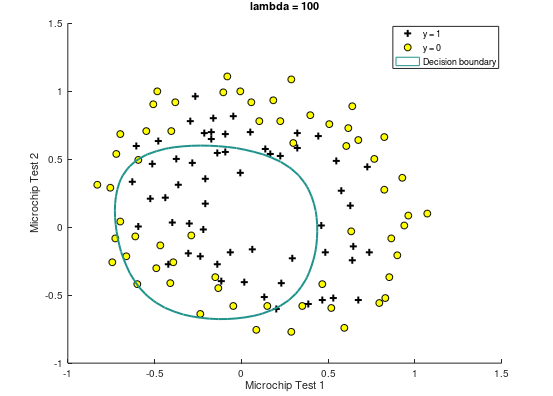 lambda = 100
1.5
1
0.5
0
-0.5
-1
-1
-0.5
0
0.5
1
1.5
Microchip Test 1
Microchip Test 2
y = 1
y = 0
Decision boundary